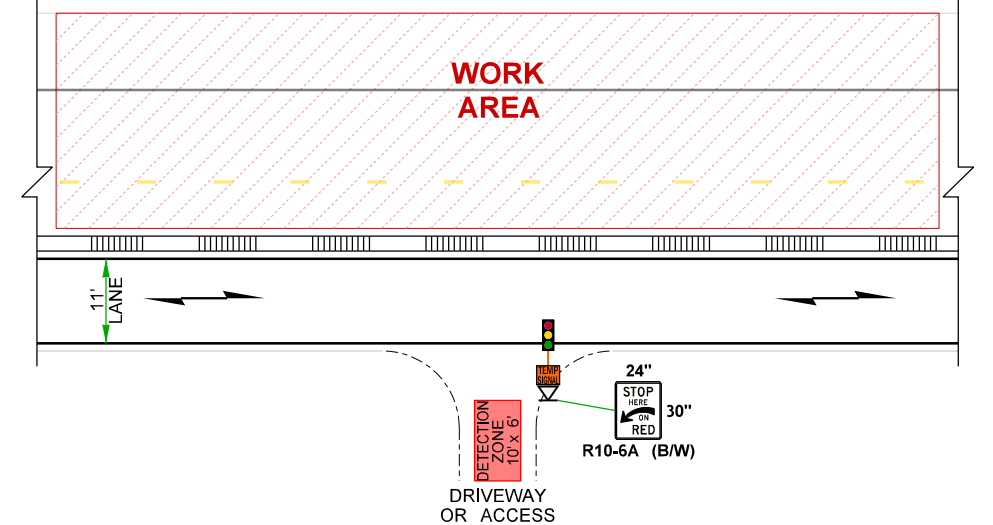 WORK
AREA
11'
LANE
TEMP
SIGNAL
24"
STOP
HERE
ON
RED
30"
R10-6A (B/W)
DETECTION
ZONE
10' x 6'
DRIVEWAY
OR ACCESS